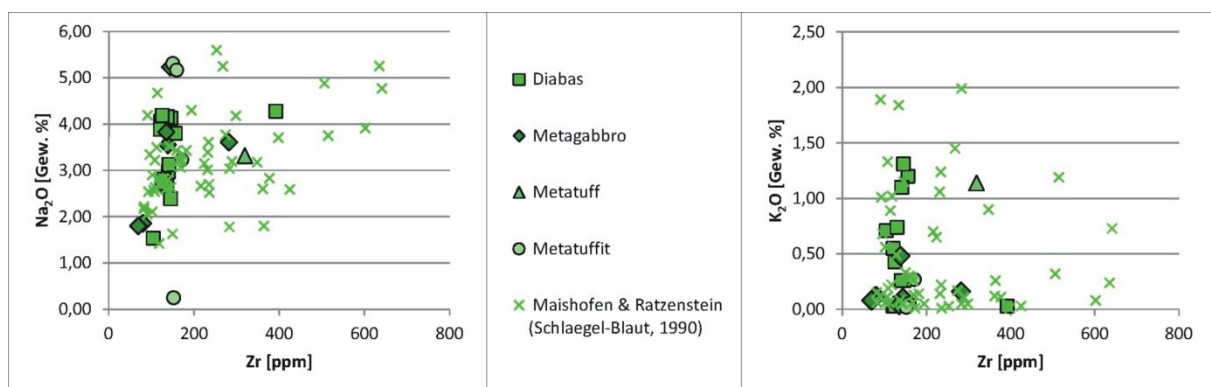 6,00
5,00
4,00
3,00
2,00
1,00
0,00
Na₂O [Gew. %]
0 200 400 600 800
Zr [ppm]
Diabas
Metagabbro
Metatuff
Metatuffit
Maishofen & Ratzenstein
(Schlaegel-Blaut, 1990)
2,50
2,00
1,50
1,00
0,50
0,00
K₂O [Gew. %]
0 200 400 600 800
Zr [ppm]